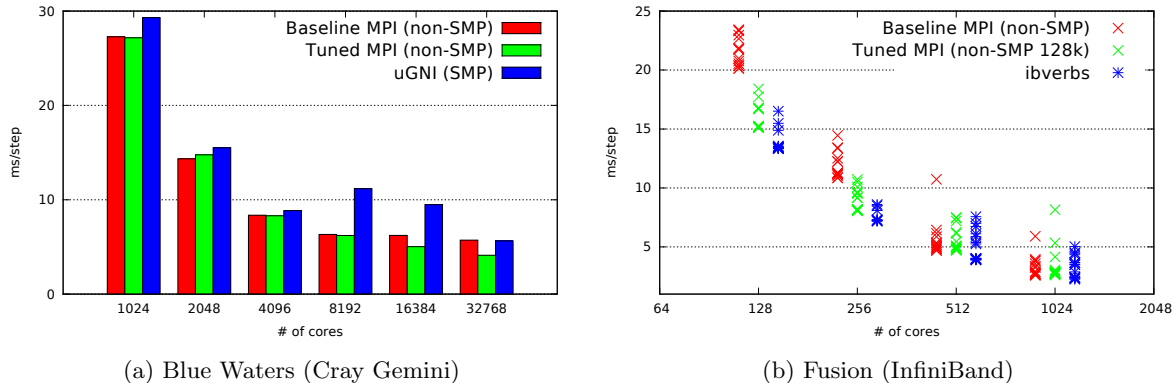 30
20
10
0
ms/step
1024
2048
4096
8192
16384
32768
# of cores
Baseline MPI (non-SMP)
Tuned MPI (non-SMP)
uGNI (SMP)
(a) Blue Waters (Cray Gemini)
25
20
15
10
5
ms/step
64
128
256
512
1024
2048
# of cores
Baseline MPI (non-SMP)
Tuned MPI (non-SMP 128k)
ibverbs
(b) Fusion (InfiniBand)